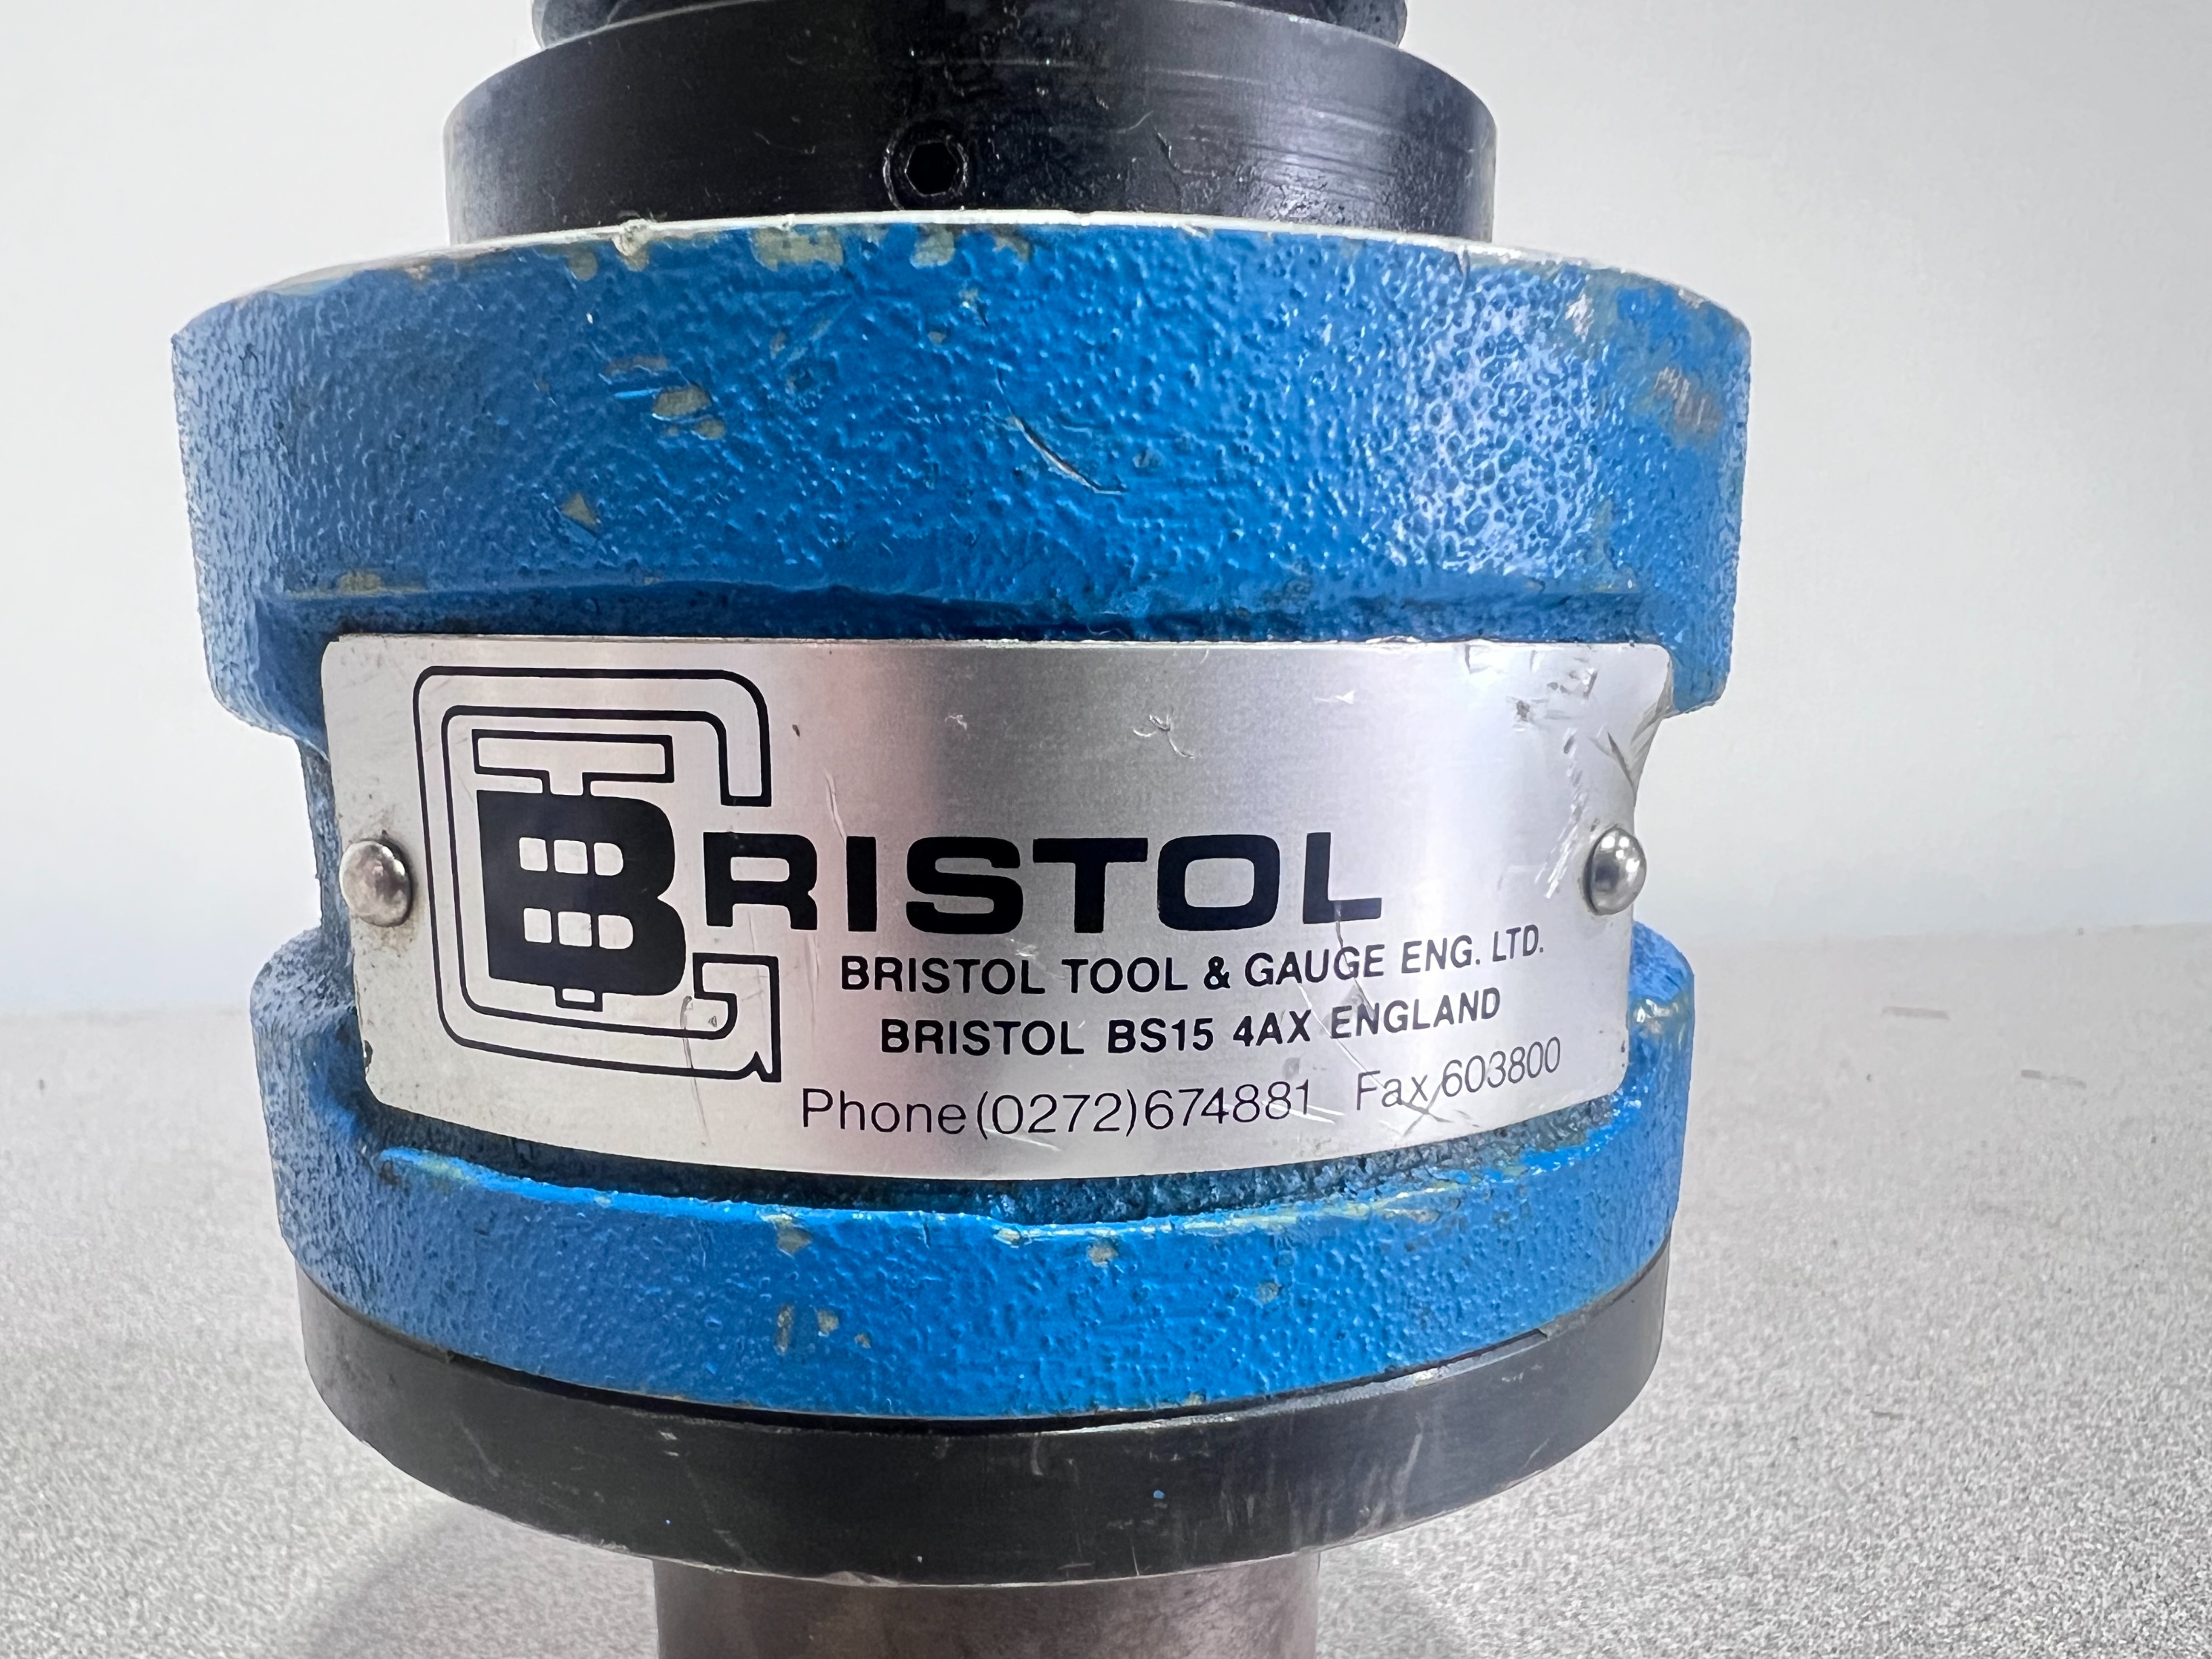 BRISTOL
BRISTOL TOOL & GAUGE ENG. LTD.
BRISTOL BS15 4AX ENGLAND
Phone (0272) 674881 Fax 603800